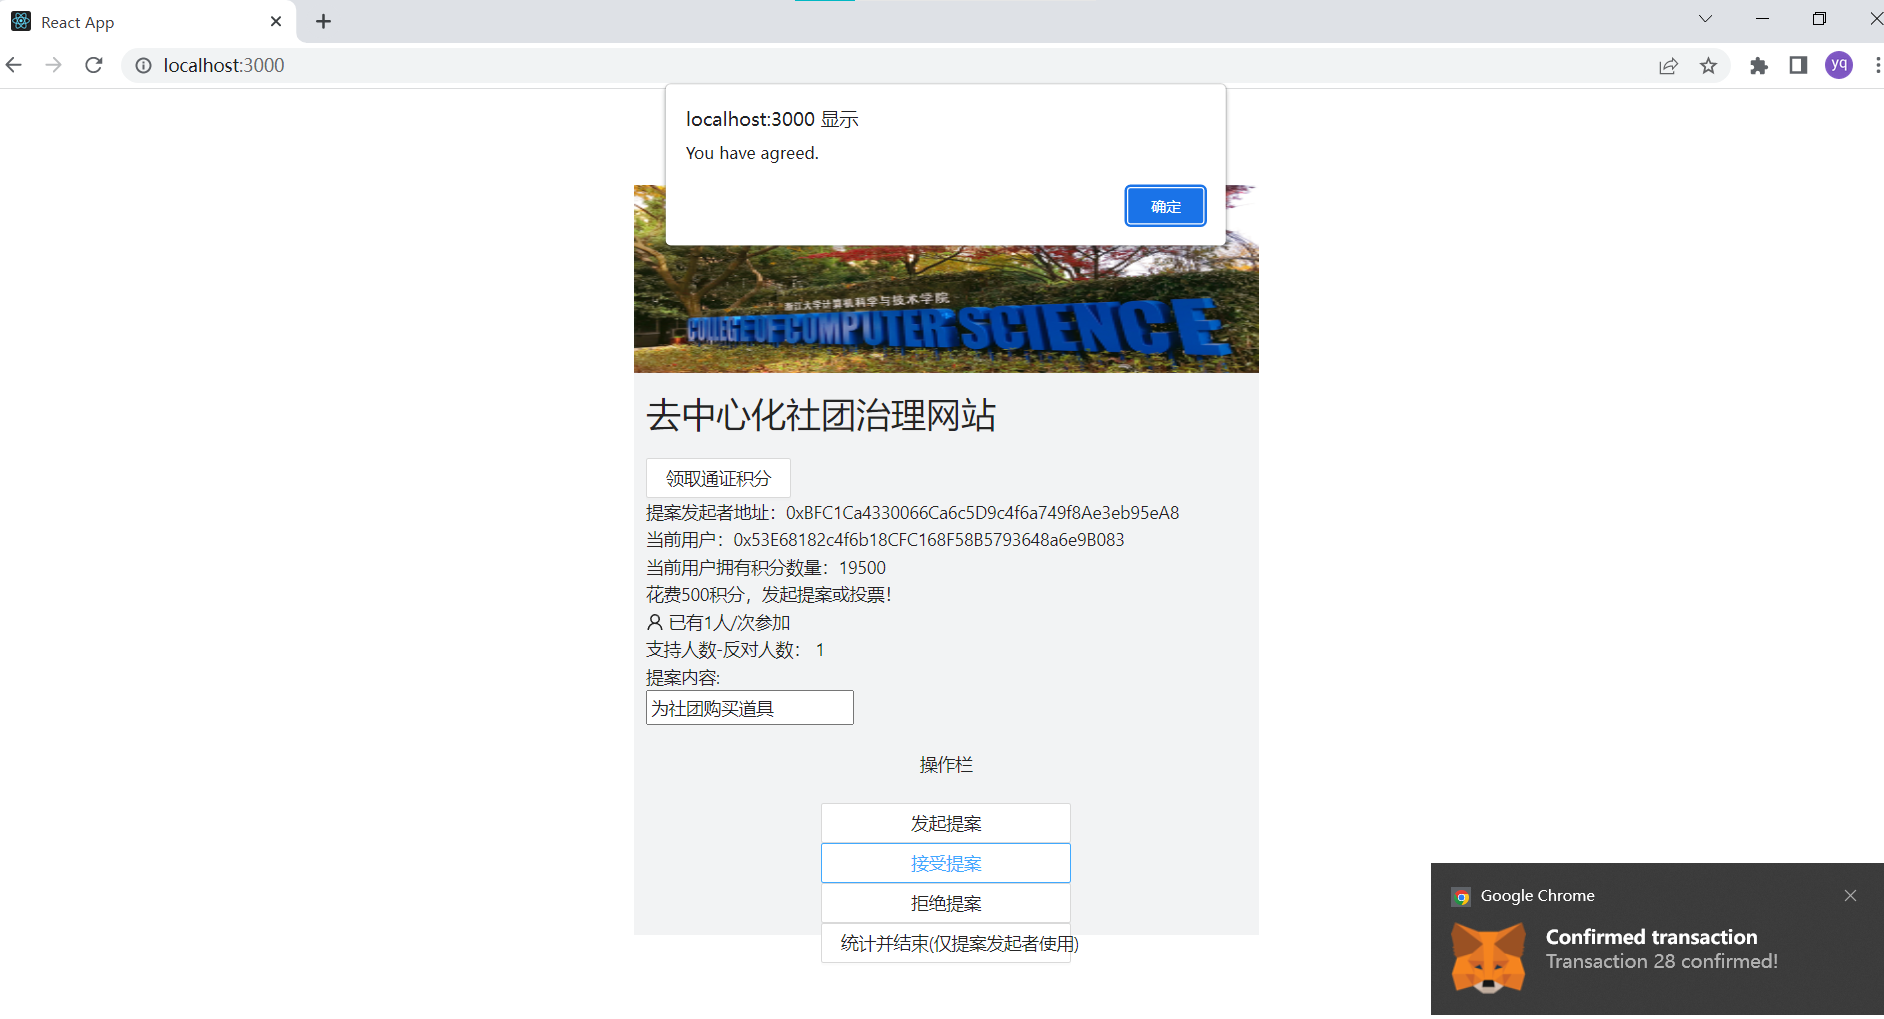 React App
localhost:3000
yq
localhost:3000 显示
You have agreed.
确定
浙江大学计算机科学与技术学院
COLLEGE OF COMPUTER SCIENCE
去中心化社团治理网站
领取通证积分
提案发起者地址：0xBFC1Ca4330066Ca6c5D9c4f6a749f8Ae3eb95eA8
当前用户：0x53E68182c4f6b18CFC168F58B5793648a6e9B083
当前用户拥有积分数量：19500
花费500积分，发起提案或投票！
已有1人/次参加
支持人数-反对人数： 1
提案内容:
为社团购买道具
操作栏
发起提案
接受提案
拒绝提案
统计并结束(仅提案发起者使用)
Google Chrome
Confirmed transaction
Transaction 28 confirmed!